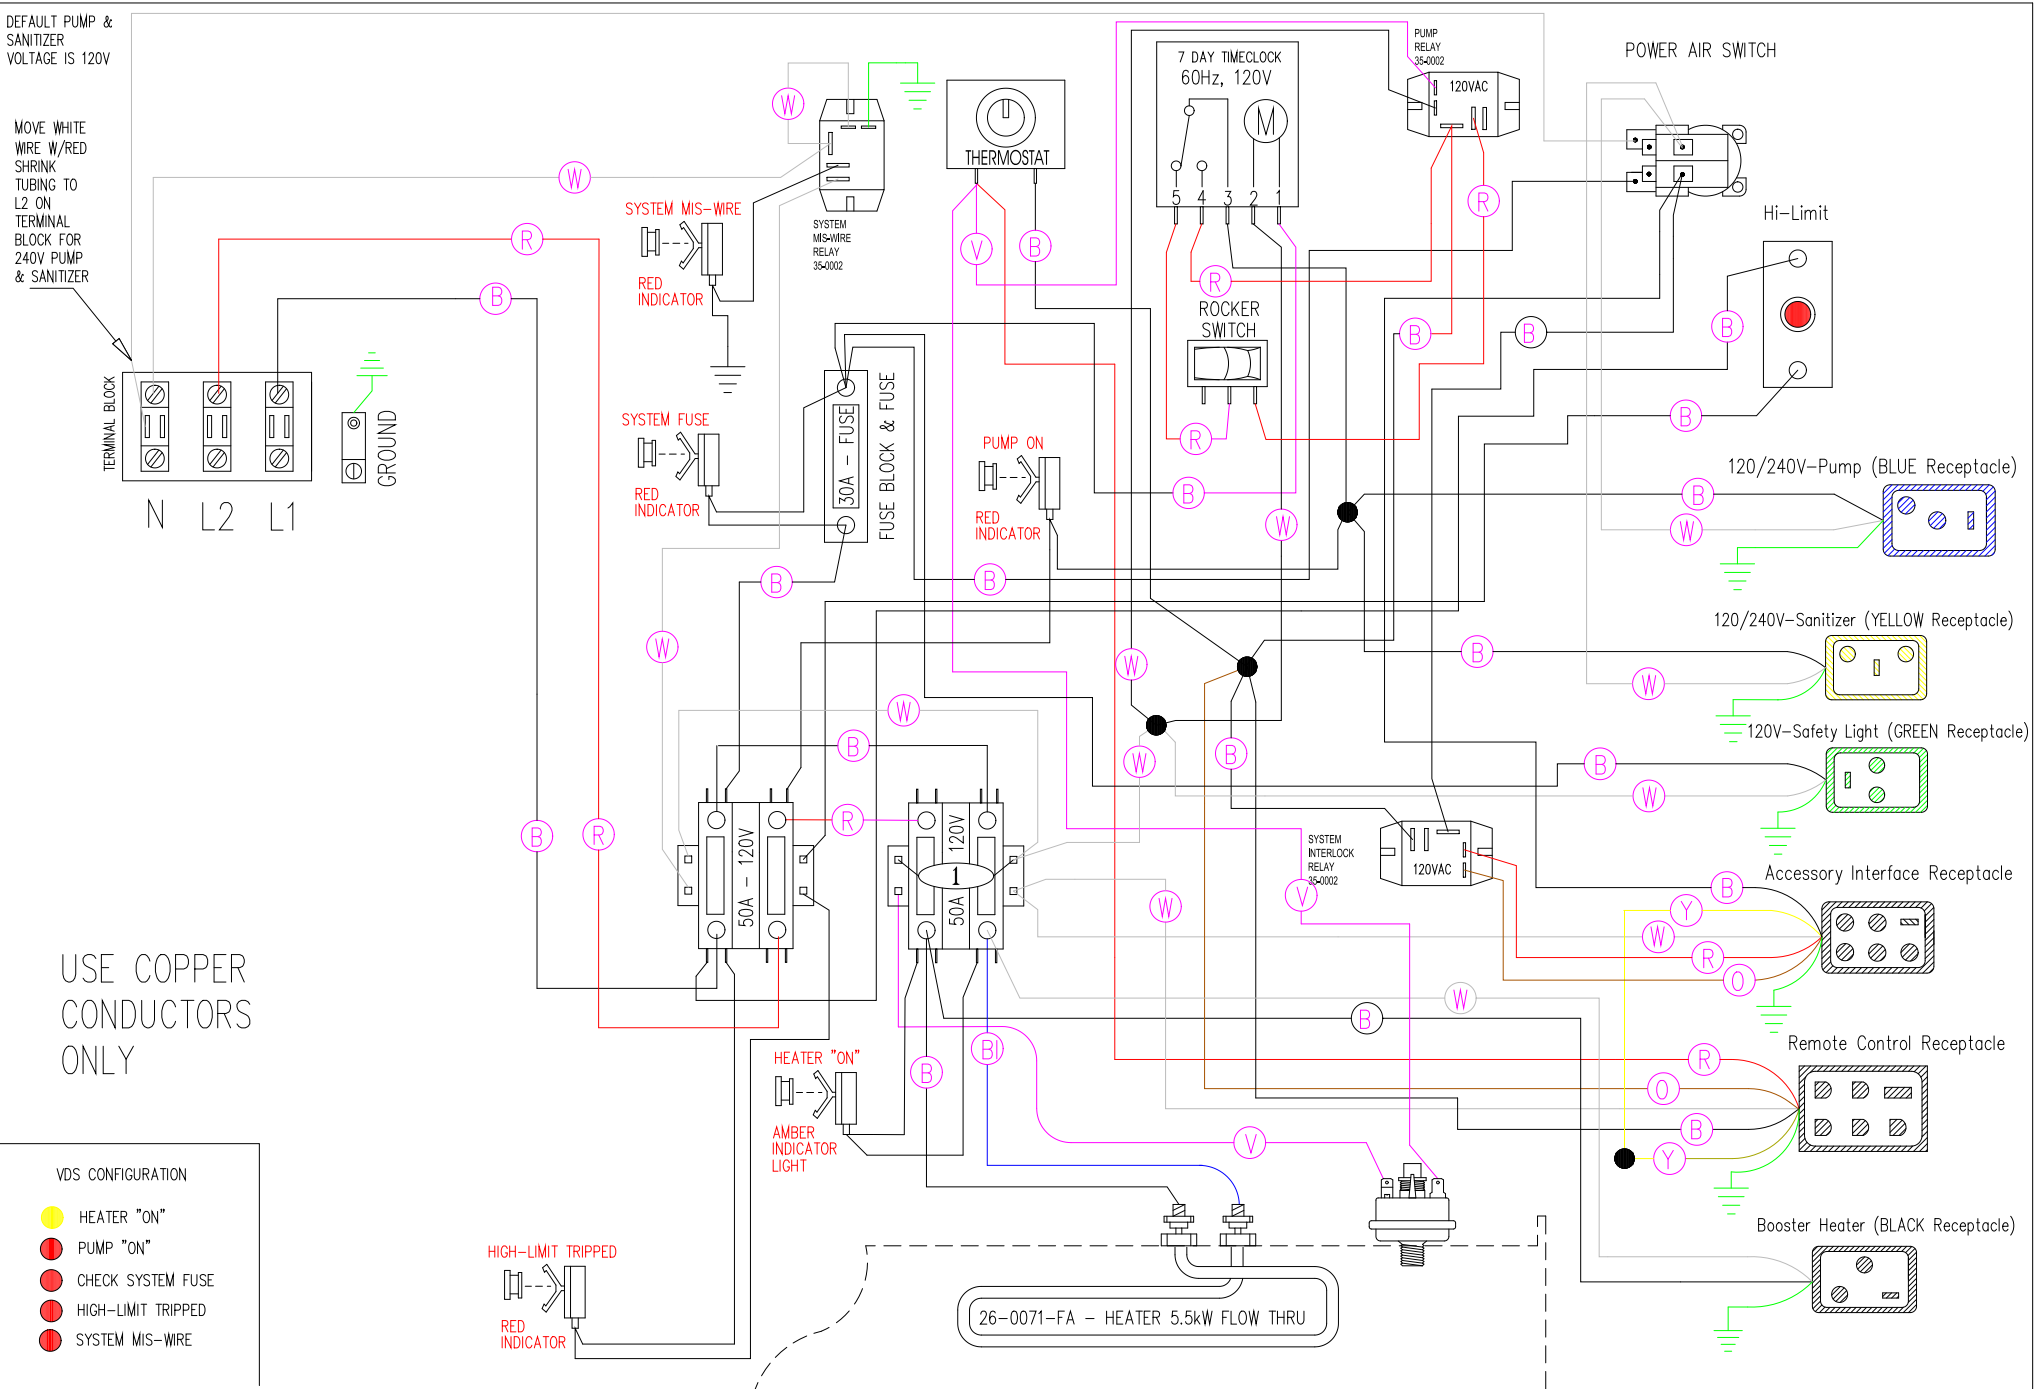 DEFAULT PUMP &
SANITIZER
VOLTAGE IS 120V
MOVE WHITE
WIRE W/RED
SHRINK
TUBING TO
L2 ON
TERMINAL
BLOCK FOR
240V PUMP
& SANITIZER
TERMINAL BLOCK
N L2 L1
GROUND
W
W
R
B
SYSTEM MIS-WIRE
RED
INDICATOR
SYSTEM
MIS-WIRE
RELAY
35-0002
THERMOSTAT
V
B
7 DAY TIMECLOCK
60Hz, 120V
M
5 4 3 2 1
R
ROCKER
SWITCH
R
PUMP
RELAY
35-0002
120VAC
R
B
B
POWER AIR SWITCH
Hi-Limit
B
B
SYSTEM FUSE
RED
INDICATOR
30A - FUSE
FUSE BLOCK & FUSE
PUMP ON
RED
INDICATOR
B
W
B
B
W
W
W
B
W
B
B
R
B
R
50A - 120V
50A 120V
1
W
B
120/240V-Pump (BLUE Receptacle)
B
W
120/240V-Sanitizer (YELLOW Receptacle)
B
W
120V-Safety Light (GREEN Receptacle)
B
W
SYSTEM
INTERLOCK
RELAY
35-0002
120VAC
V
Accessory Interface Receptacle
B
Y
W
R
O
W
B
Remote Control Receptacle
R
O
B
Y
V
Booster Heater (BLACK Receptacle)
HEATER "ON"
AMBER
INDICATOR
LIGHT
B
Bl
HIGH-LIMIT TRIPPED
RED
INDICATOR
26-0071-FA - HEATER 5.5kW FLOW THRU
USE COPPER
CONDUCTORS
ONLY
VDS CONFIGURATION
HEATER "ON"
PUMP "ON"
CHECK SYSTEM FUSE
HIGH-LIMIT TRIPPED
SYSTEM MIS-WIRE